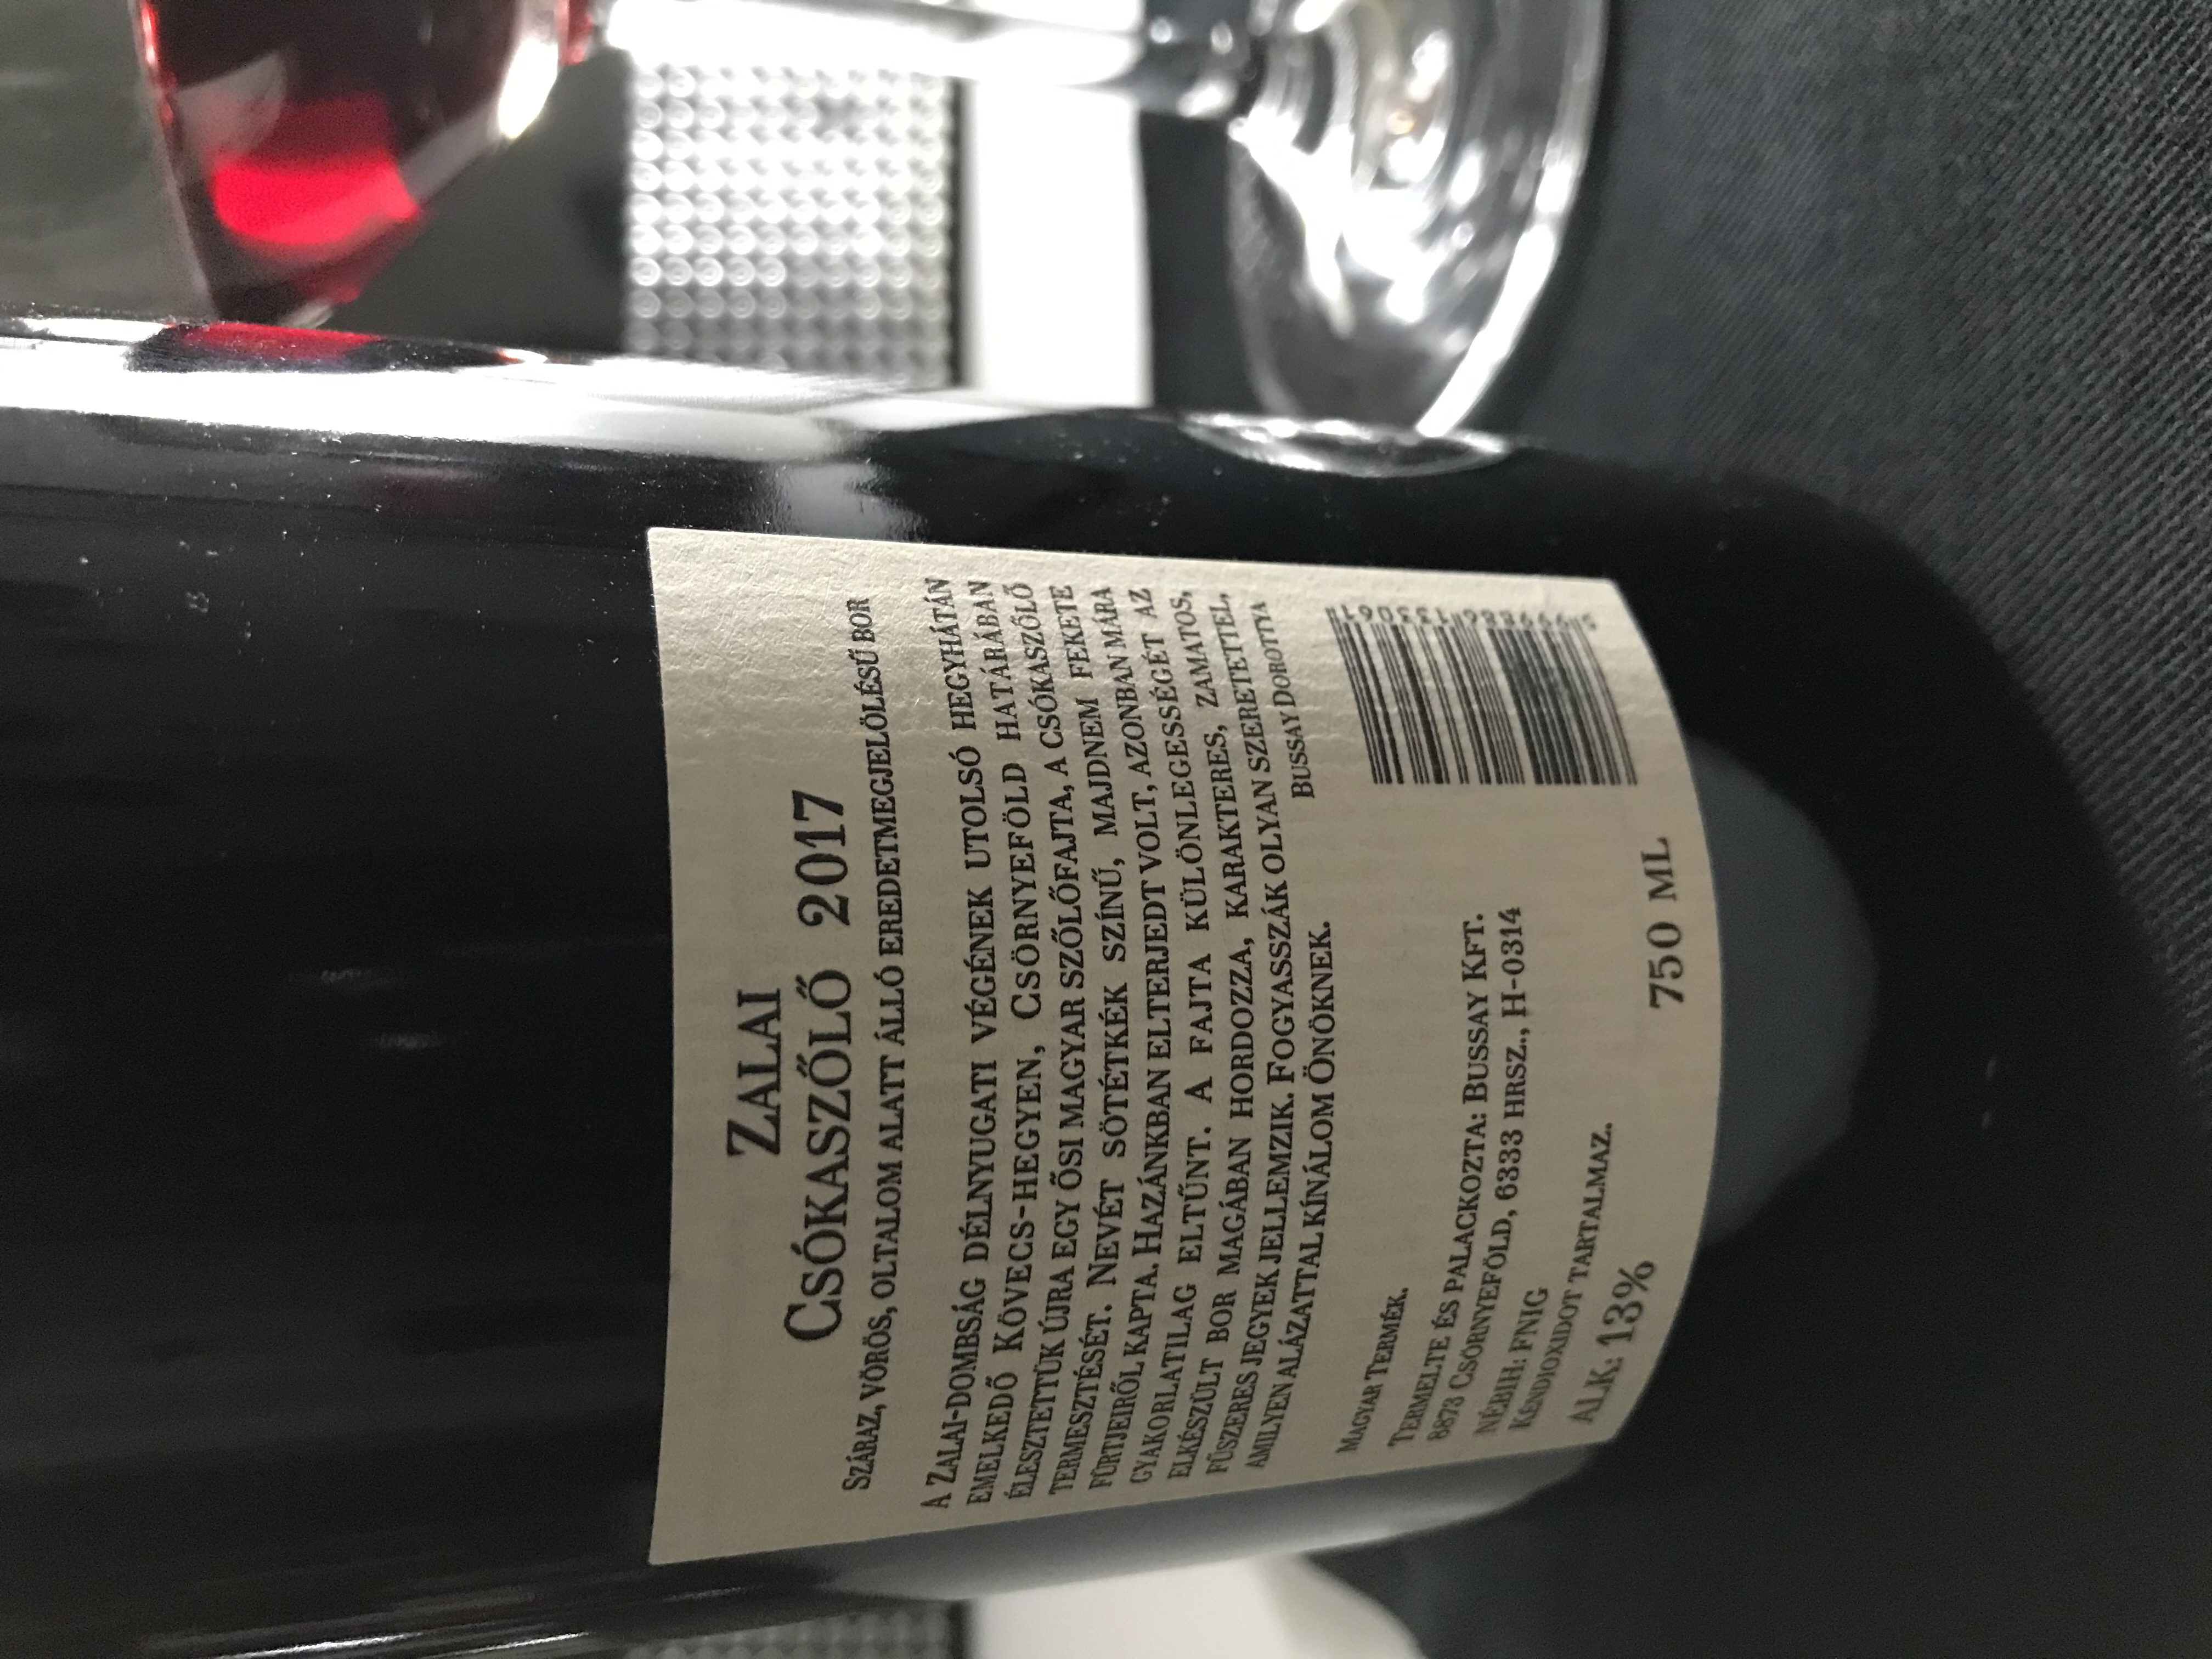 ZALAI
CSÓKASZŐLŐ 2017
SZÁRAZ, VÖRÖS, OLTALOM ALATT ÁLLÓ EREDETMEGJELÖLÉSŰ BOR
A ZALAI-DOMBSÁG DÉLNYUGATI VÉGÉNEK UTOLSÓ HEGYHÁTÁN
EMELKEDŐ KÖVECS-HEGYEN, CSÖRNYEFÖLD HATÁRÁBAN
ÉLESZTETTÜK ÚJRA EGY ŐSI MAGYAR SZŐLŐFAJTA, A CSÓKASZŐLŐ
TERMESZTÉSÉT. NEVÉT SÖTÉTKÉK SZÍNŰ, MAJDNEM FEKETE
FÜRTJEIRŐL KAPTA. HAZÁNKBAN ELTERJEDT VOLT, AZONBAN MÁRA
GYAKORLATILAG ELTŰNT. A FAJTA KÜLÖNLEGESSÉGÉT AZ
ELKÉSZÜLT BOR MAGÁBAN HORDOZZA, KARAKTERES, ZAMATOS,
FŰSZERES JEGYEK JELLEMZIK. FOGYASSZÁK OLYAN SZERETETTEL,
AMILYEN ALÁZATTAL KÍNÁLOM ÖNÖKNEK.
BUSSAY DOROTTYA
MAGYAR TERMÉK.
TERMELTE ÉS PALACKOZTA: BUSSAY KFT.
8873 CSÖRNYEFÖLD, 6333 HRSZ., H-0314
NÉBIH: FNIG
KÉNDIOXIDOT TARTALMAZ.
ALK: 13%
750 ML
5 999886 133061